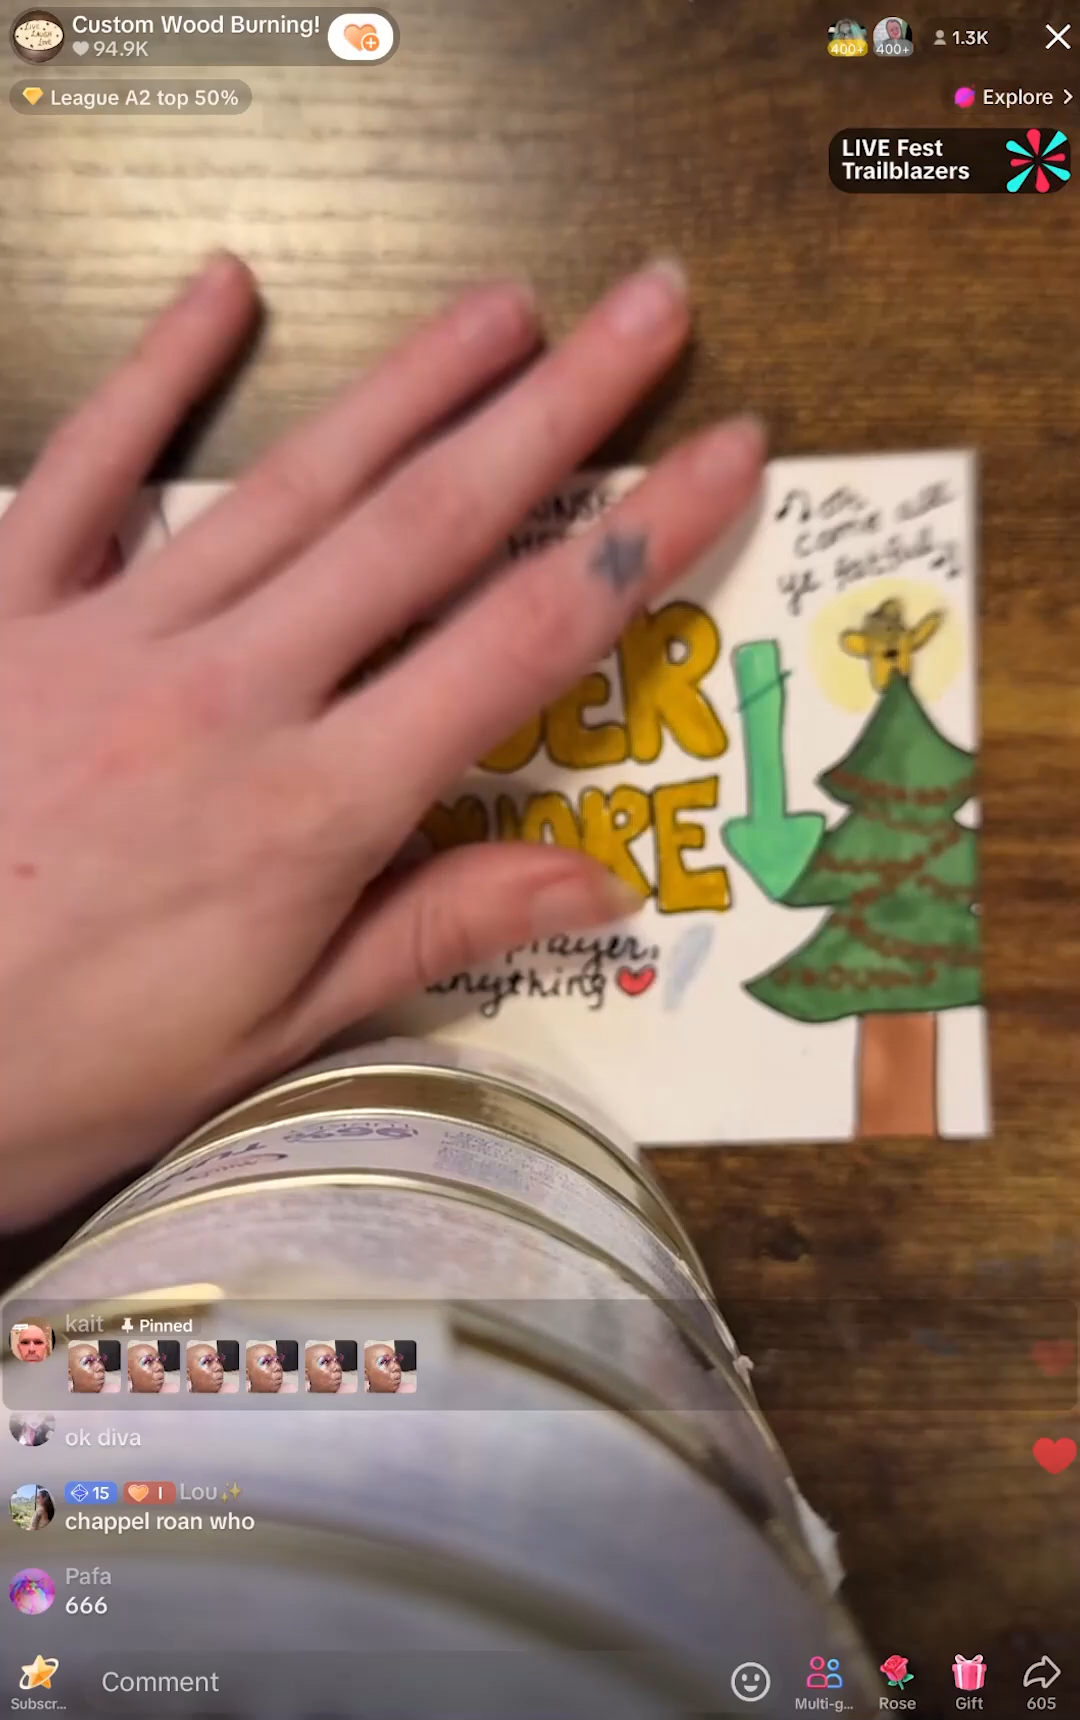 Custom Wood Burning!
94.9K
400+
400+
1.3K
League A2 top 50%
Explore
LIVE Fest
Trailblazers
come all
ye
ER
ORE
prayer,
anything
96%
kait Pinned
ok diva
15 I Lou
chappel roan who
Pafa
666
Subscr...
Comment
Multi-g...
Rose
Gift
605